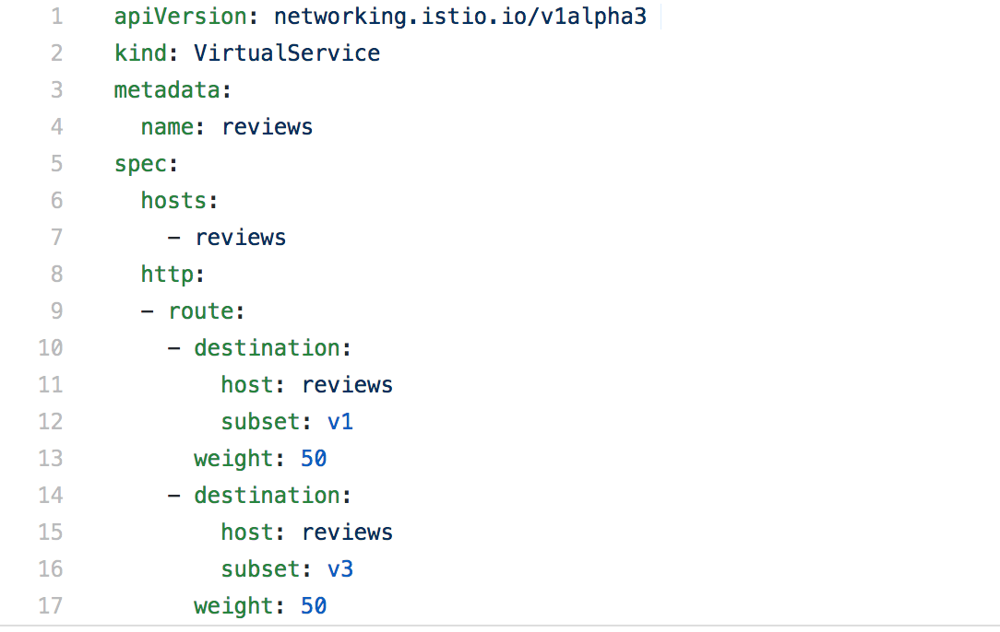 1 apiVersion: networking.istio.io/v1alpha3
2 kind: VirtualService
3 metadata:
4   name: reviews
5 spec:
6   hosts:
7     - reviews
8   http:
9   - route:
10     - destination:
11         host: reviews
12         subset: v1
13       weight: 50
14     - destination:
15         host: reviews
16         subset: v3
17       weight: 50